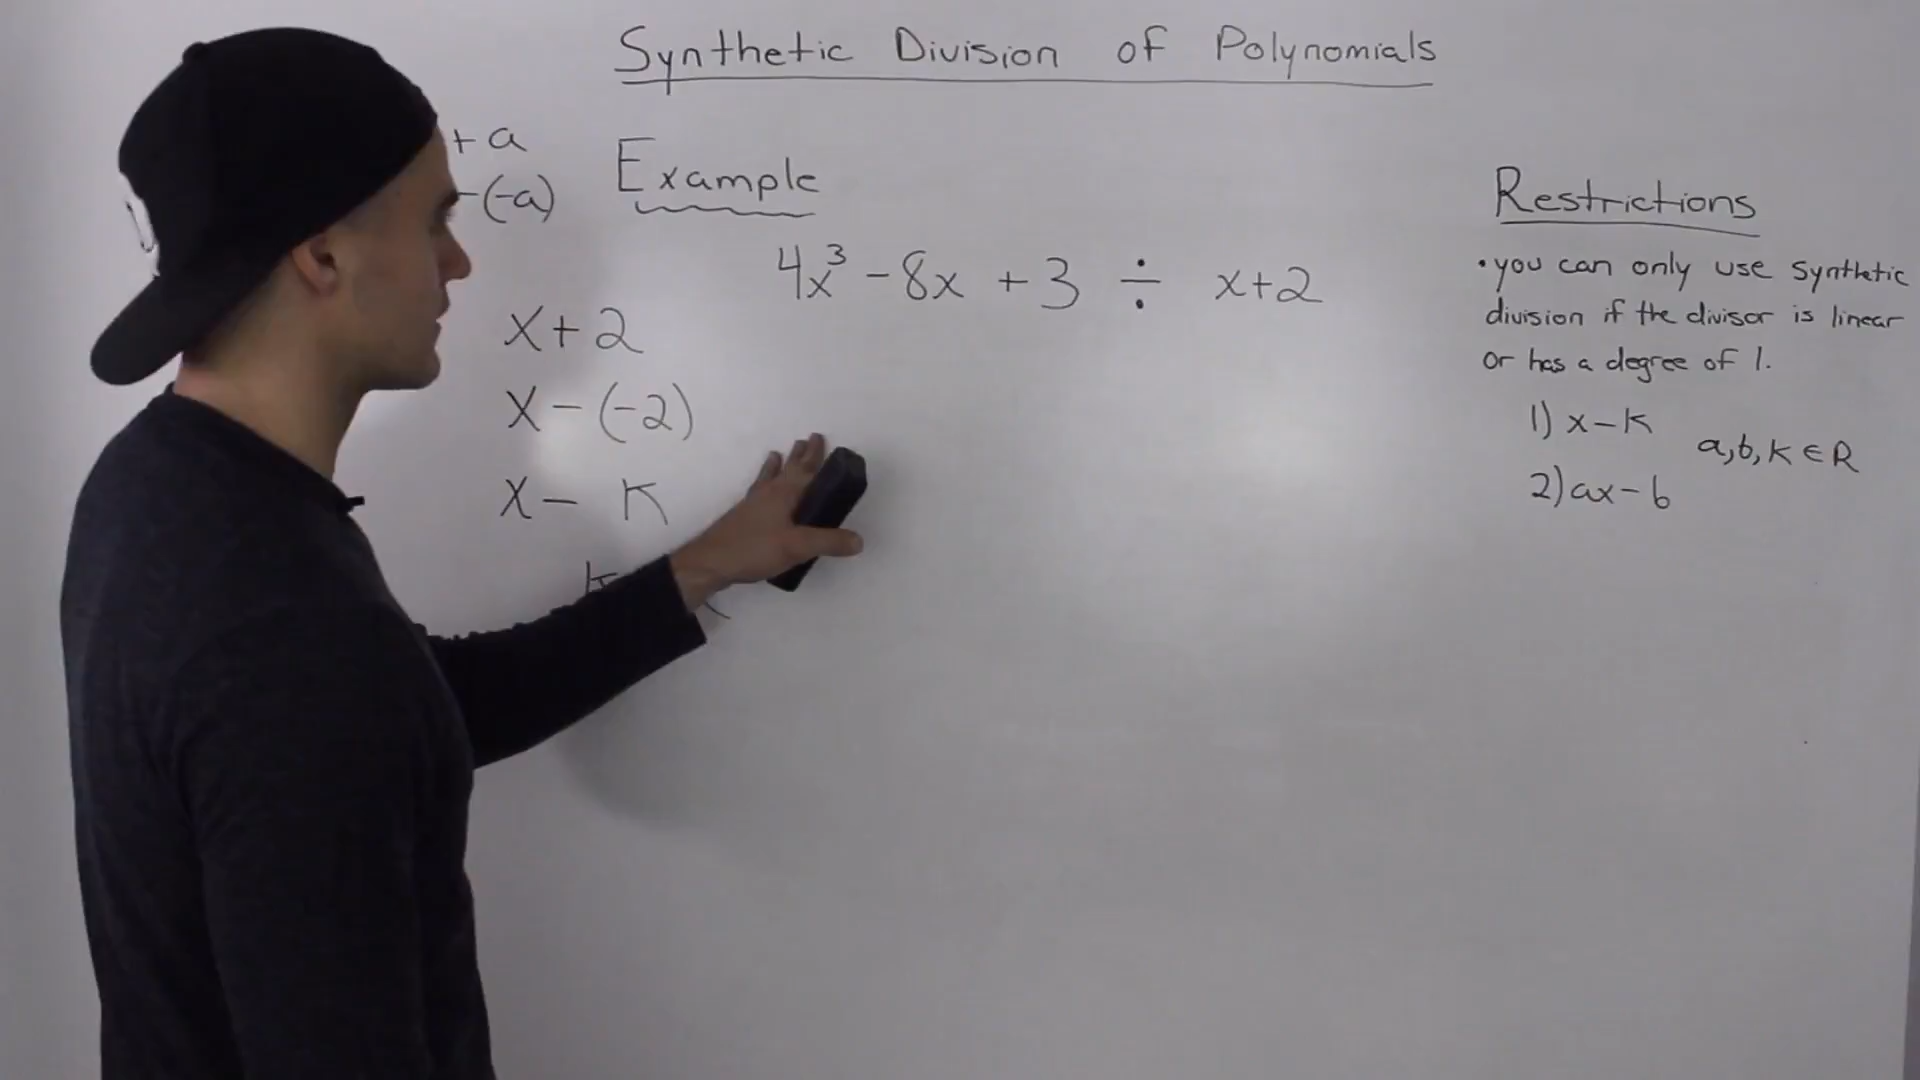 Synthetic Division of Polynomials
+ a
-(-a)
Example
4x³ - 8x + 3 ÷ x+2
x+2
x-(-2)
x- K
K
Restrictions
• you can only use synthetic
division if the divisor is linear
or has a degree of 1.
1) x-K
a,b,K ∈ R
2) ax-b